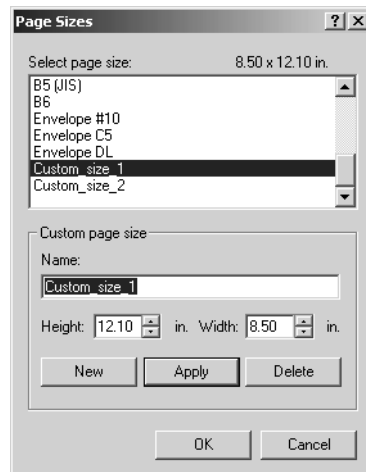 Page Sizes
Select page size: 8.50 x 12.10 in.
B5 (JIS)
B6
Envelope #10
Envelope C5
Envelope DL
Custom_size_1
Custom_size_2
Custom page size
Name:
Custom_size_1
Height: 12.10 in. Width: 8.50 in.
New Apply Delete
OK Cancel